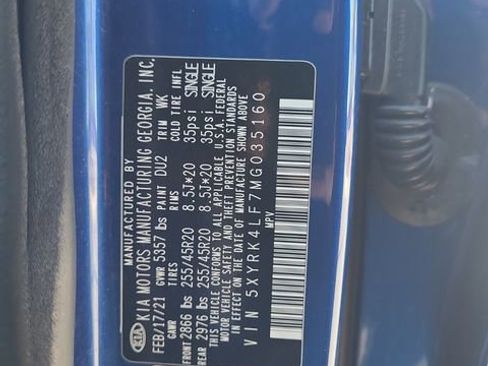 MANUFACTURED BY
KIA KIA MOTORS MANUFACTURING GEORGIA, INC.
FEB/17/21 GVWR 5357 lbs PAINT DU2 TRIM WK
GAWR TIRES RIMS COLD TIRE INFL
FRONT 2866 lbs 255/45R20 8.5J*20 35psi SINGLE
REAR 2976 lbs 255/45R20 8.5J*20 35psi SINGLE
THIS VEHICLE CONFORMS TO ALL APPLICABLE U.S.A. FEDERAL
MOTOR VEHICLE SAFETY AND THEFT PREVENTION STANDARDS
IN EFFECT ON THE DATE OF MANUFACTURE SHOWN ABOVE
VIN 5XYRK4LF7MG035160
MPV